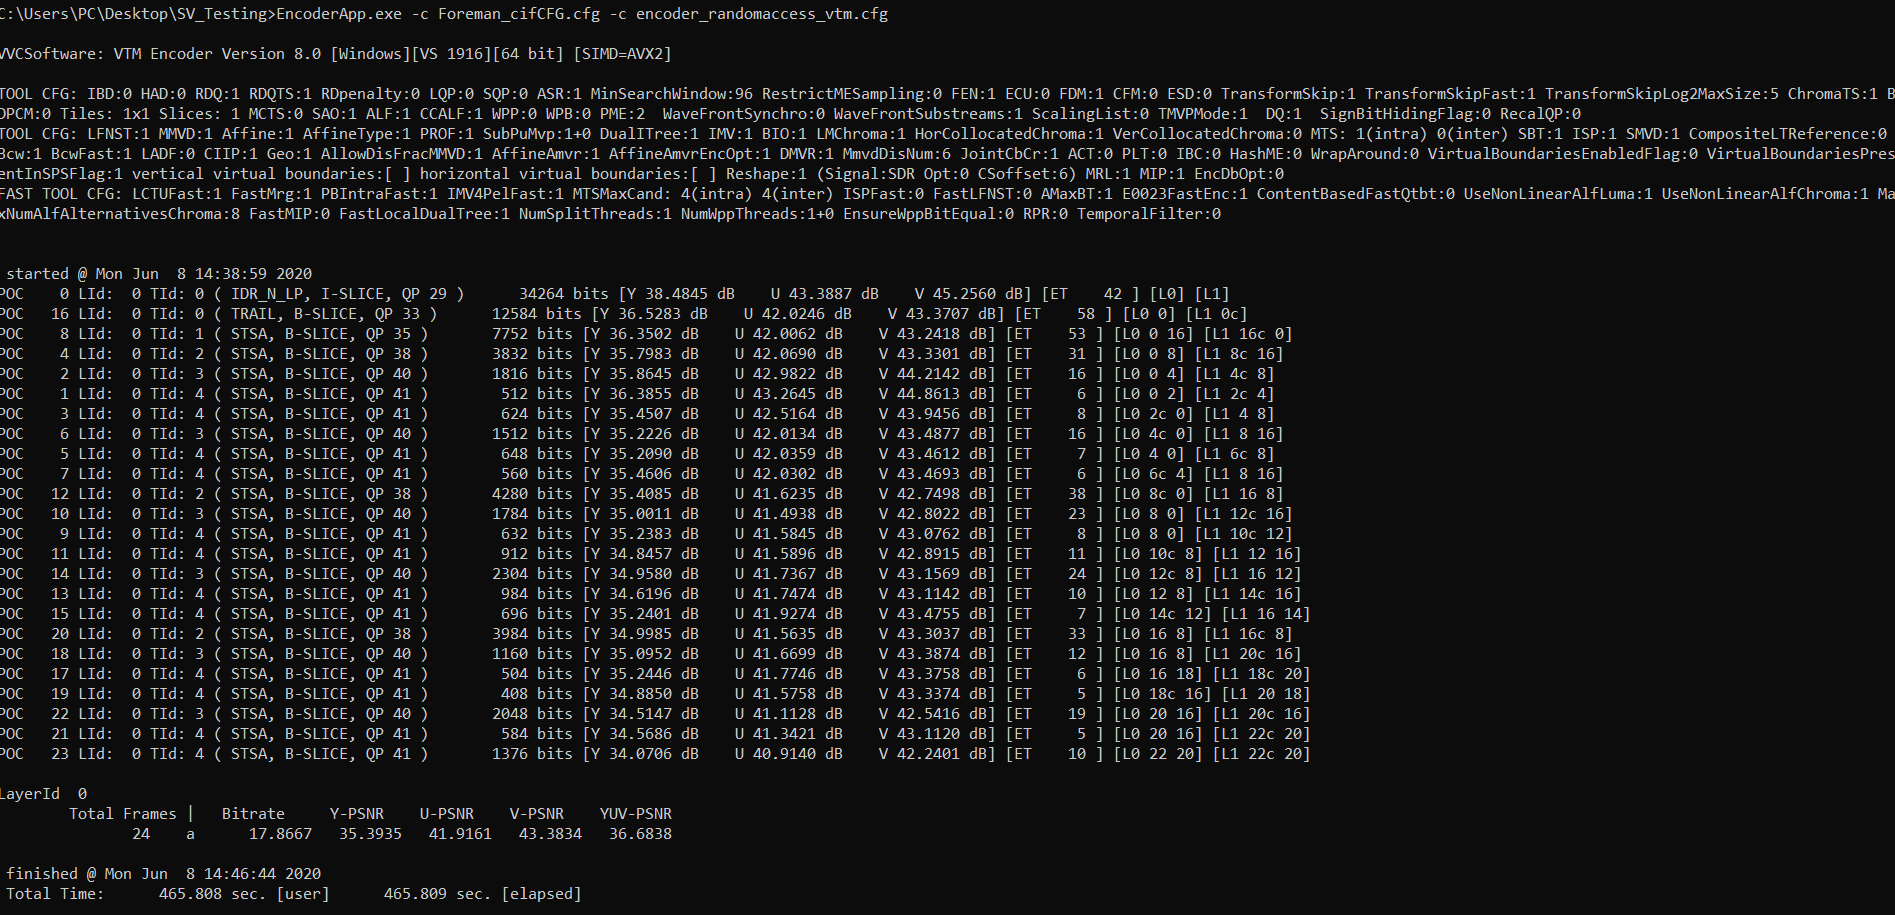 C:\Users\PC\Desktop\SV_Testing>EncoderApp.exe -c Foreman_cifCFG.cfg -c encoder_randomaccess_vtm.cfg
VVCSoftware: VTM Encoder Version 8.0 [Windows][VS 1916][64 bit] [SIMD=AVX2]
TOOL CFG: IBD:0 HAD:0 RDQ:1 RDQTS:1 RDpenalty:0 LQP:0 SQP:0 ASR:1 MinSearchWindow:96 RestrictMESampling:0 FEN:1 ECU:0 FDM:1 CFM:0 ESD:0 TransformSkip:1 TransformSkipFast:1 TransformSkipLog2MaxSize:5 ChromaTS:1 B
DPCM:0 Tiles: 1x1 Slices: 1 MCTS:0 SAO:1 ALF:1 CCALF:1 WPP:0 WPB:0 PME:2  WaveFrontSynchro:0 WaveFrontSubstreams:1 ScalingList:0 TMVPMode:1  DQ:1  SignBitHidingFlag:0 RecalQP:0
TOOL CFG: LFNST:1 MMVD:1 Affine:1 AffineType:1 PROF:1 SubPuMvp:1+0 DualITree:1 IMV:1 BIO:1 LMChroma:1 HorCollocatedChroma:1 VerCollocatedChroma:0 MTS: 1(intra) 0(inter) SBT:1 ISP:1 SMVD:1 CompositeLTReference:0
Bcw:1 BcwFast:1 LADF:0 CIIP:1 Geo:1 AllowDisFracMMVD:1 AffineAmvr:1 AffineAmvrEncOpt:1 DMVR:1 MmvdDisNum:6 JointCbCr:1 ACT:0 PLT:0 IBC:0 HashME:0 WrapAround:0 VirtualBoundariesEnabledFlag:0 VirtualBoundariesPres
entInSPSFlag:1 vertical virtual boundaries:[ ] horizontal virtual boundaries:[ ] Reshape:1 (Signal:SDR Opt:0 CSoffset:6) MRL:1 MIP:1 EncDbOpt:0
FAST TOOL CFG: LCTUFast:1 FastMrg:1 PBIntraFast:1 IMV4PelFast:1 MTSMaxCand: 4(intra) 4(inter) ISPFast:0 FastLFNST:0 AMaxBT:1 E0023FastEnc:1 ContentBasedFastQtbt:0 UseNonLinearAlfLuma:1 UseNonLinearAlfChroma:1 Ma
xNumAlfAlternativesChroma:8 FastMIP:0 FastLocalDualTree:1 NumSplitThreads:1 NumWppThreads:1+0 EnsureWppBitEqual:0 RPR:0 TemporalFilter:0
started @ Mon Jun  8 14:38:59 2020
POC    0 LId:  0 TId: 0 ( IDR_N_LP, I-SLICE, QP 29 )      34264 bits [Y 38.4845 dB    U 43.3887 dB    V 45.2560 dB] [ET    42 ] [L0] [L1]
POC   16 LId:  0 TId: 0 ( TRAIL, B-SLICE, QP 33 )      12584 bits [Y 36.5283 dB    U 42.0246 dB    V 43.3707 dB] [ET    58 ] [L0 0] [L1 0c]
POC    8 LId:  0 TId: 1 ( STSA, B-SLICE, QP 35 )       7752 bits [Y 36.3502 dB    U 42.0062 dB    V 43.2418 dB] [ET    53 ] [L0 0 16] [L1 16c 0]
POC    4 LId:  0 TId: 2 ( STSA, B-SLICE, QP 38 )       3832 bits [Y 35.7983 dB    U 42.0690 dB    V 43.3301 dB] [ET    31 ] [L0 0 8] [L1 8c 16]
POC    2 LId:  0 TId: 3 ( STSA, B-SLICE, QP 40 )       1816 bits [Y 35.8645 dB    U 42.9822 dB    V 44.2142 dB] [ET    16 ] [L0 0 4] [L1 4c 8]
POC    1 LId:  0 TId: 4 ( STSA, B-SLICE, QP 41 )        512 bits [Y 36.3855 dB    U 43.2645 dB    V 44.8613 dB] [ET     6 ] [L0 0 2] [L1 2c 4]
POC    3 LId:  0 TId: 4 ( STSA, B-SLICE, QP 41 )        624 bits [Y 35.4507 dB    U 42.5164 dB    V 43.9456 dB] [ET     8 ] [L0 2c 0] [L1 4 8]
POC    6 LId:  0 TId: 3 ( STSA, B-SLICE, QP 40 )       1512 bits [Y 35.2226 dB    U 42.0134 dB    V 43.4877 dB] [ET    16 ] [L0 4c 0] [L1 8 16]
POC    5 LId:  0 TId: 4 ( STSA, B-SLICE, QP 41 )        648 bits [Y 35.2090 dB    U 42.0359 dB    V 43.4612 dB] [ET     7 ] [L0 4 0] [L1 6c 8]
POC    7 LId:  0 TId: 4 ( STSA, B-SLICE, QP 41 )        560 bits [Y 35.4606 dB    U 42.0302 dB    V 43.4693 dB] [ET     6 ] [L0 6c 4] [L1 8 16]
POC   12 LId:  0 TId: 2 ( STSA, B-SLICE, QP 38 )       4280 bits [Y 35.4085 dB    U 41.6235 dB    V 42.7498 dB] [ET    38 ] [L0 8c 0] [L1 16 8]
POC   10 LId:  0 TId: 3 ( STSA, B-SLICE, QP 40 )       1784 bits [Y 35.0011 dB    U 41.4938 dB    V 42.8022 dB] [ET    23 ] [L0 8 0] [L1 12c 16]
POC    9 LId:  0 TId: 4 ( STSA, B-SLICE, QP 41 )        632 bits [Y 35.2383 dB    U 41.5845 dB    V 43.0762 dB] [ET     8 ] [L0 8 0] [L1 10c 12]
POC   11 LId:  0 TId: 4 ( STSA, B-SLICE, QP 41 )        912 bits [Y 34.8457 dB    U 41.5896 dB    V 42.8915 dB] [ET    11 ] [L0 10c 8] [L1 12 16]
POC   14 LId:  0 TId: 3 ( STSA, B-SLICE, QP 40 )       2304 bits [Y 34.9580 dB    U 41.7367 dB    V 43.1569 dB] [ET    24 ] [L0 12c 8] [L1 16 12]
POC   13 LId:  0 TId: 4 ( STSA, B-SLICE, QP 41 )        984 bits [Y 34.6196 dB    U 41.7474 dB    V 43.1142 dB] [ET    10 ] [L0 12 8] [L1 14c 16]
POC   15 LId:  0 TId: 4 ( STSA, B-SLICE, QP 41 )        696 bits [Y 35.2401 dB    U 41.9274 dB    V 43.4755 dB] [ET     7 ] [L0 14c 12] [L1 16 14]
POC   20 LId:  0 TId: 2 ( STSA, B-SLICE, QP 38 )       3984 bits [Y 34.9985 dB    U 41.5635 dB    V 43.3037 dB] [ET    33 ] [L0 16 8] [L1 16c 8]
POC   18 LId:  0 TId: 3 ( STSA, B-SLICE, QP 40 )       1160 bits [Y 35.0952 dB    U 41.6699 dB    V 43.3874 dB] [ET    12 ] [L0 16 8] [L1 20c 16]
POC   17 LId:  0 TId: 4 ( STSA, B-SLICE, QP 41 )        504 bits [Y 35.2446 dB    U 41.7746 dB    V 43.3758 dB] [ET     6 ] [L0 16 18] [L1 18c 20]
POC   19 LId:  0 TId: 4 ( STSA, B-SLICE, QP 41 )        408 bits [Y 34.8850 dB    U 41.5758 dB    V 43.3374 dB] [ET     5 ] [L0 18c 16] [L1 20 18]
POC   22 LId:  0 TId: 3 ( STSA, B-SLICE, QP 40 )       2048 bits [Y 34.5147 dB    U 41.1128 dB    V 42.5416 dB] [ET    19 ] [L0 20 16] [L1 20c 16]
POC   21 LId:  0 TId: 4 ( STSA, B-SLICE, QP 41 )        584 bits [Y 34.5686 dB    U 41.3421 dB    V 43.1120 dB] [ET     5 ] [L0 20 16] [L1 22c 20]
POC   23 LId:  0 TId: 4 ( STSA, B-SLICE, QP 41 )       1376 bits [Y 34.0706 dB    U 40.9140 dB    V 42.2401 dB] [ET    10 ] [L0 22 20] [L1 22c 20]
LayerId  0
Total Frames |   Bitrate     Y-PSNR    U-PSNR    V-PSNR    YUV-PSNR
24    a      17.8667   35.3935   41.9161   43.3834   36.6838
finished @ Mon Jun  8 14:46:44 2020
Total Time:      465.808 sec. [user]      465.809 sec. [elapsed]